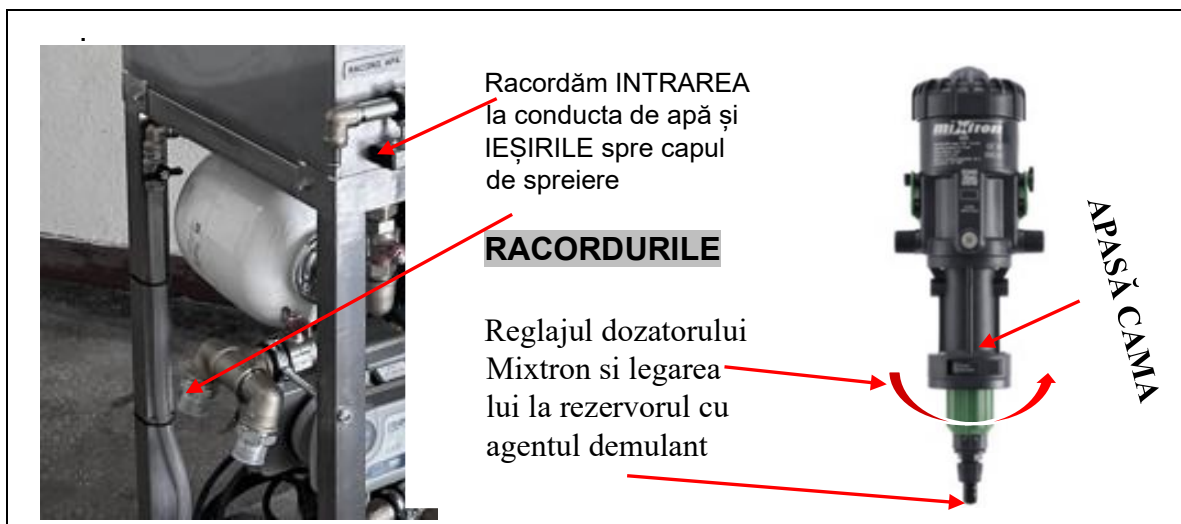 RACORD APA
Racordăm INTRAREA
la conducta de apă și
IEȘIRILE spre capul
de spreiere
RACORDURILE
Reglajul dozatorului
Mixtron si legarea
lui la rezervorul cu
agentul demulant
mixtron
APASĂ CAMA